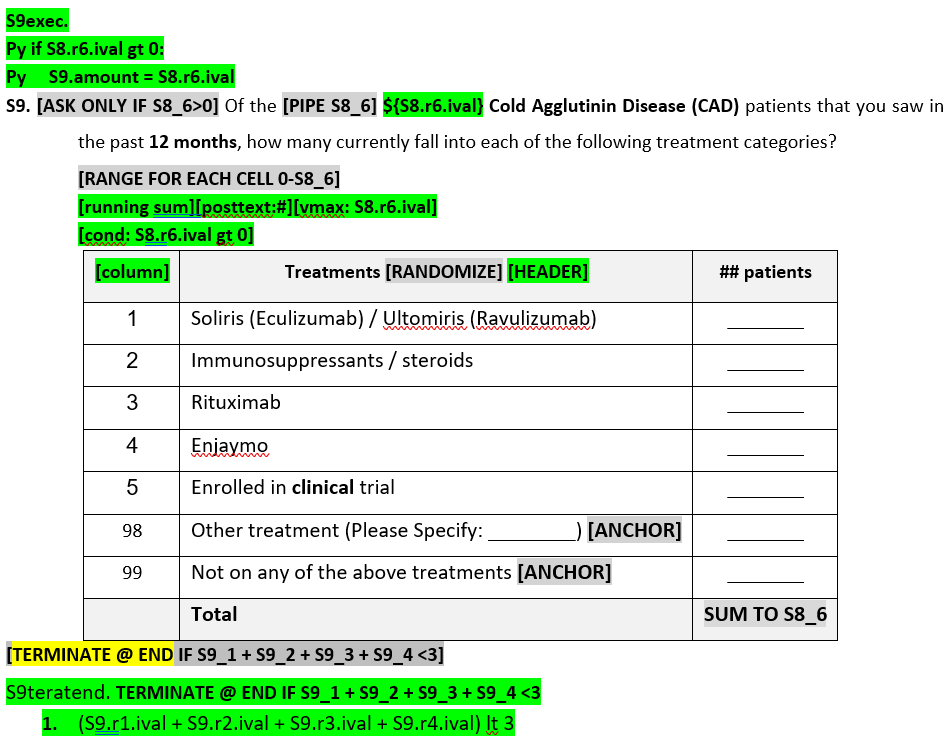 S9exec.
Py if S8.r6.ival gt 0:
Py S9.amount = S8.r6.ival
S9. [ASK ONLY IF S8_6>0] Of the [PIPE S8_6] ${S8.r6.ival} Cold Agglutinin Disease (CAD) patients that you saw in
the past 12 months, how many currently fall into each of the following treatment categories?
[RANGE FOR EACH CELL 0-S8_6]
[running sum][posttext:#][vmax: S8.r6.ival]
[cond: S8.r6.ival gt 0]
[column] Treatments [RANDOMIZE] [HEADER] ## patients
1 Soliris (Eculizumab) / Ultomiris (Ravulizumab) ________
2 Immunosuppressants / steroids ________
3 Rituximab ________
4 Enjaymo ________
5 Enrolled in clinical trial ________
98 Other treatment (Please Specify: _________) [ANCHOR] ________
99 Not on any of the above treatments [ANCHOR] ________
Total SUM TO S8_6
[TERMINATE @ END IF S9_1 + S9_2 + S9_3 + S9_4 <3]
S9teratend. TERMINATE @ END IF S9_1 + S9_2 + S9_3 + S9_4 <3
1. (S9.r1.ival + S9.r2.ival + S9.r3.ival + S9.r4.ival) lt 3